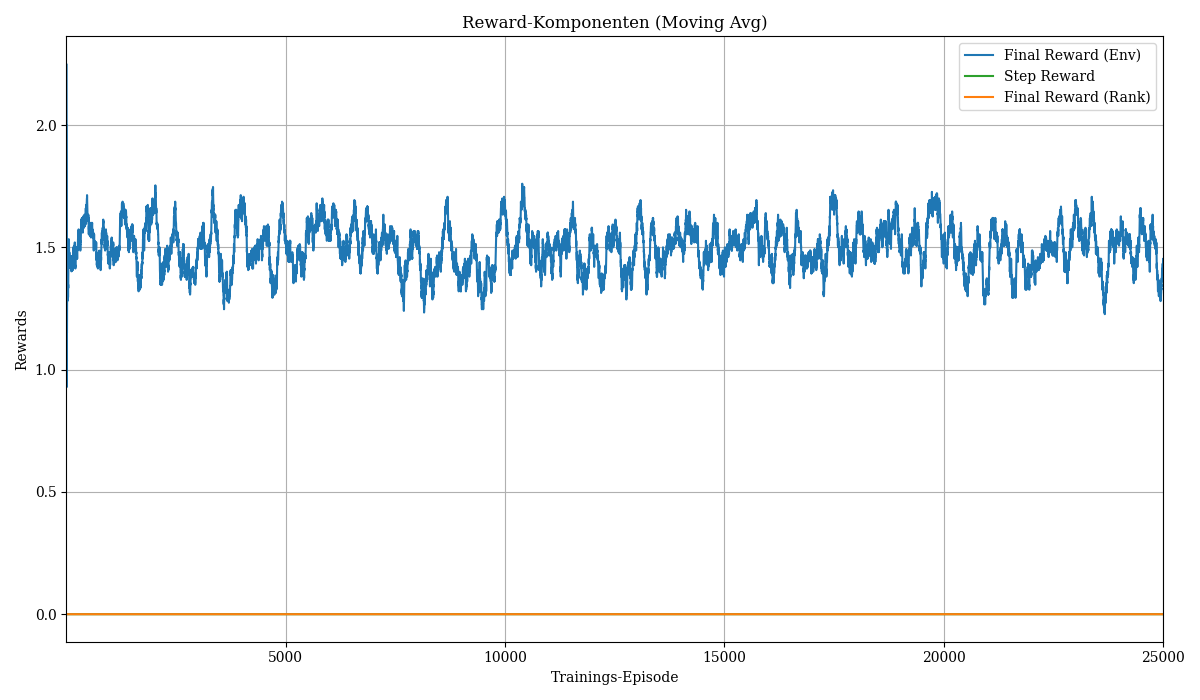 Reward-Komponenten (Moving Avg)
Final Reward (Env)
Step Reward
Final Reward (Rank)
2.0
1.5
1.0
0.5
0.0
Rewards
5000
10000
15000
20000
25000
Trainings-Episode